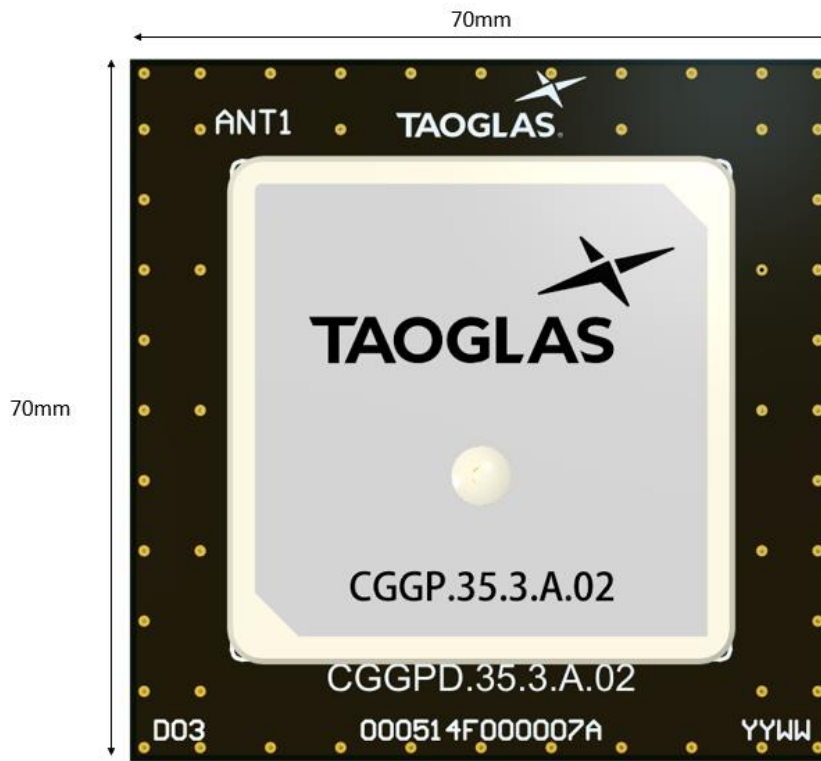 70mm
ANT1
TAOGLAS®
TAOGLAS
70mm
CGGP.35.3.A.02
CGGPD.35.3.A.02
D03 000514F000007A YYWW